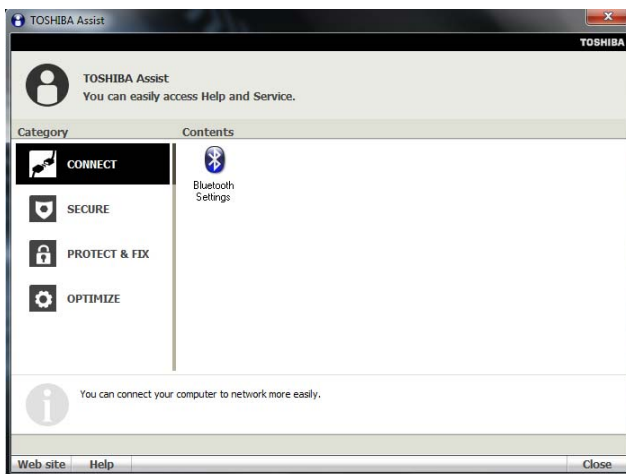 TOSHIBA Assist
TOSHIBA
TOSHIBA Assist
You can easily access Help and Service.
Category
Contents
CONNECT
Bluetooth
Settings
SECURE
PROTECT & FIX
OPTIMIZE
You can connect your computer to network more easily.
Web site
Help
Close